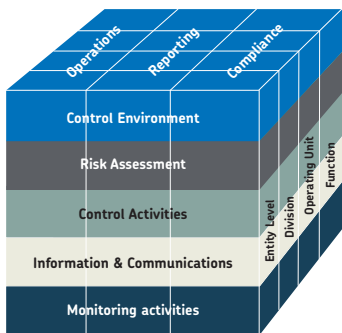 Operations
Reporting
Compliance
Control Environment
Risk Assessment
Control Activities
Information & Communications
Monitoring activities
Entity Level
Division
Operating Unit
Function